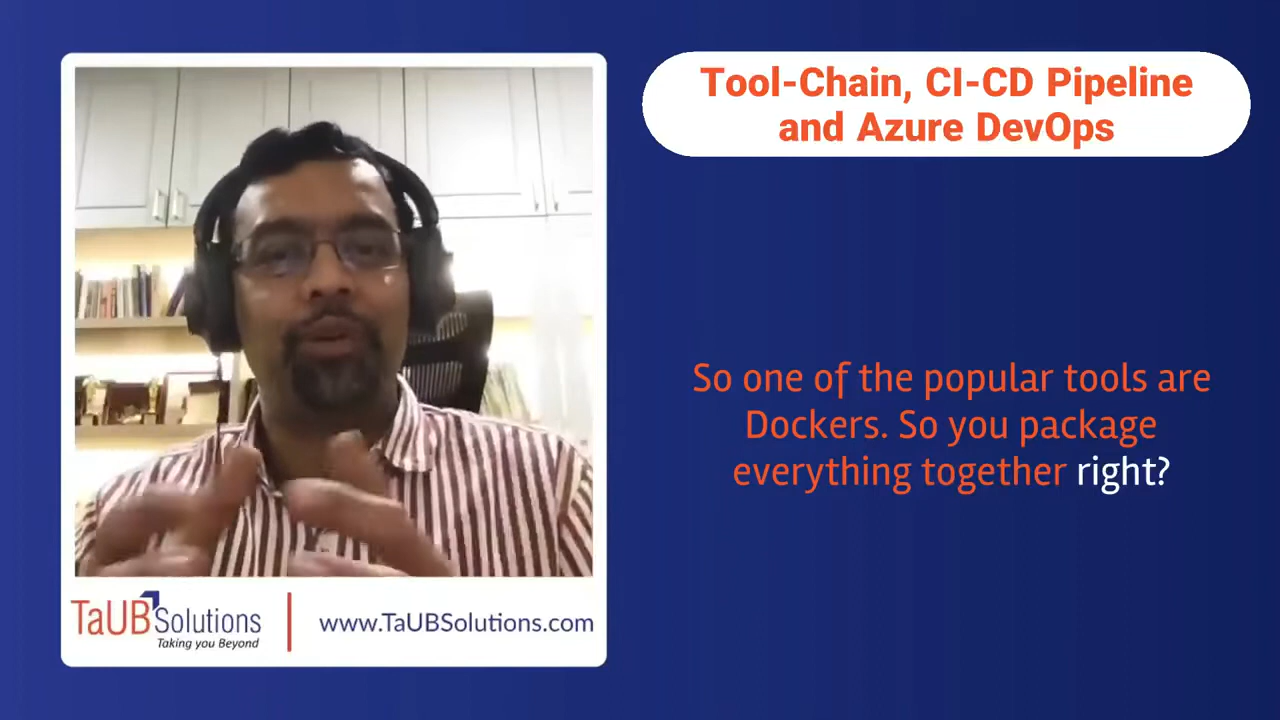 Tool-Chain, CI-CD Pipeline
and Azure DevOps
So one of the popular tools are
Dockers. So you package
everything together right?
TaUB Solutions
Taking you Beyond
www.TaUBSolutions.com